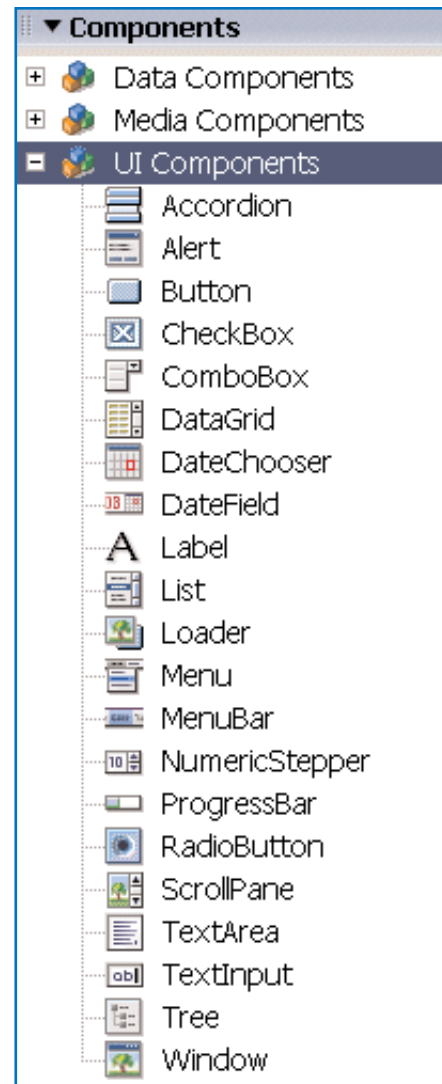 Components
Data Components
Media Components
UI Components
Accordion
Alert
Button
CheckBox
ComboBox
DataGrid
DateChooser
DateField
Label
List
Loader
Menu
MenuBar
NumericStepper
ProgressBar
RadioButton
ScrollPane
TextArea
TextInput
Tree
Window